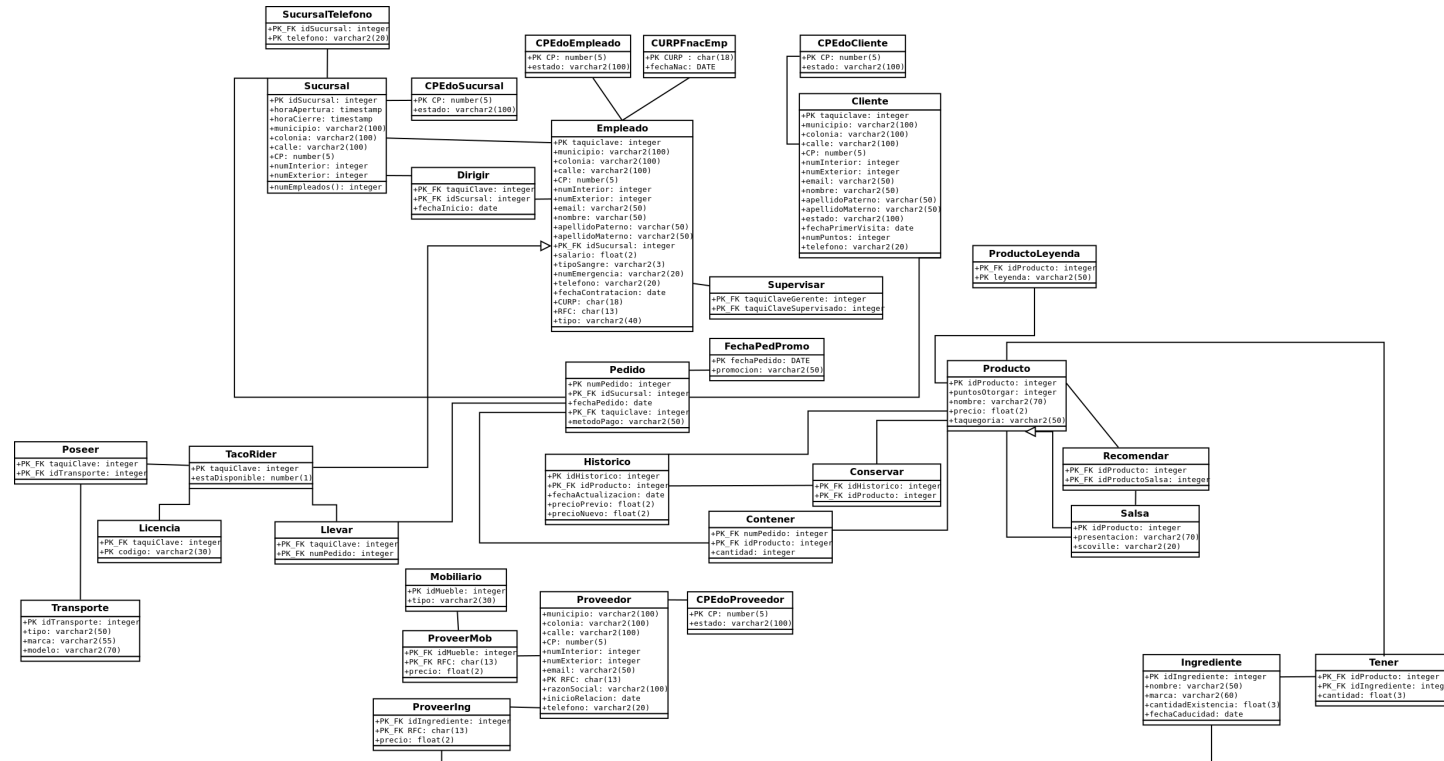 SucursalTelefono
+PK_FK idSucursal: integer
+PK telefono: varchar2(20)
CPEdoEmpleado
+PK CP: number(5)
+estado: varchar2(100)
CURPFnacEmp
+PK CURP : char(18)
+fechaNac: DATE
CPEdoCliente
+PK CP: number(5)
+estado: varchar2(100)
Sucursal
+PK idSucursal: integer
+horaApertura: timestamp
+horaCierre: timestamp
+municipio: varchar2(100)
+colonia: varchar2(100)
+calle: varchar2(100)
+CP: number(5)
+numInterior: integer
+numExterior: integer
+numEmpleados(): integer
CPEdoSucursal
+PK CP: number(5)
+estado: varchar2(100)
Cliente
+PK taquiclave: integer
+municipio: varchar2(100)
+colonia: varchar2(100)
+calle: varchar2(100)
+CP: number(5)
+numInterior: integer
+numExterior: integer
+email: varchar2(50)
+nombre: varchar2(50)
+apellidoPaterno: varchar(50)
+apellidoMaterno: varchar2(50)
+estado: varchar2(100)
+fechaPrimerVisita: date
+numPuntos: integer
+telefono: varchar2(20)
Empleado
+PK taquiclave: integer
+municipio: varchar2(100)
+colonia: varchar2(100)
+calle: varchar2(100)
+CP: number(5)
+numInterior: integer
+numExterior: integer
+email: varchar2(50)
+nombre: varchar(50)
+apellidoPaterno: varchar(50)
+apellidoMaterno: varchar2(50)
+PK_FK idSucursal: integer
+salario: float(2)
+tipoSangre: varchar2(3)
+numEmergencia: varchar2(20)
+telefono: varchar2(20)
+fechaContratacion: date
+CURP: char(18)
+RFC: char(13)
+tipo: varchar2(40)
Dirigir
+PK_FK taquiClave: integer
+PK_FK idScursal: integer
+fechaInicio: date
ProductoLeyenda
+PK_FK idProducto: integer
+PK leyenda: varchar2(50)
Supervisar
+PK_FK taquiClaveGerente: integer
+PK_FK taquiClaveSupervisado: integer
FechaPedPromo
+PK fechaPedido: DATE
+promocion: varchar2(50)
Pedido
+PK numPedido: integer
+PK_FK idSucursal: integer
+fechaPedido: date
+PK_FK taquiclave: integer
+metodoPago: varchar2(50)
Producto
+PK idProducto: integer
+puntosOtorgar: integer
+nombre: varchar2(70)
+precio: float(2)
+taquegoria: varchar2(50)
Poseer
+PK_FK taquiClave: integer
+PK_FK idTransporte: integer
TacoRider
+PK taquiClave: integer
+estaDisponible: number(1)
Historico
+PK idHistorico: integer
+PK_FK idProducto: integer
+fechaActualizacion: date
+precioPrevio: float(2)
+precioNuevo: float(2)
Conservar
+PK_FK idHistorico: integer
+PK_FK idProducto: integer
Recomendar
+PK_FK idProducto: integer
+PK_FK idProductoSalsa: integer
Licencia
+PK_FK taquiClave: integer
+PK codigo: varchar2(30)
Llevar
+PK_FK taquiClave: integer
+PK_FK numPedido: integer
Contener
+PK_FK numPedido: integer
+PK_FK idProducto: integer
+cantidad: integer
Salsa
+PK idProducto: integer
+presentacion: varchar2(70)
+scoville: varchar2(20)
Mobiliario
+PK idMueble: integer
+tipo: varchar2(30)
Transporte
+PK idTransporte: integer
+tipo: varchar2(50)
+marca: varchar2(55)
+modelo: varchar2(70)
Proveedor
+municipio: varchar2(100)
+colonia: varchar2(100)
+calle: varchar2(100)
+CP: number(5)
+numInterior: integer
+numExterior: integer
+email: varchar2(50)
+PK RFC: char(13)
+razonSocial: varchar2(100)
+inicioRelacion: date
+telefono: varchar2(20)
CPEdoProveedor
+PK CP: number(5)
+estado: varchar2(100)
ProveerMob
+PK_FK idMueble: integer
+PK_FK RFC: char(13)
+precio: float(2)
ProveerIng
+PK_FK idIngrediente: integer
+PK_FK RFC: char(13)
+precio: float(2)
Ingrediente
+PK idIngrediente: integer
+nombre: varchar2(50)
+marca: varchar2(60)
+cantidadExistencia: float(3)
+fechaCaducidad: date
Tener
+PK_FK idProducto: integer
+PK_FK idIngrediente: integ
+cantidad: float(3)